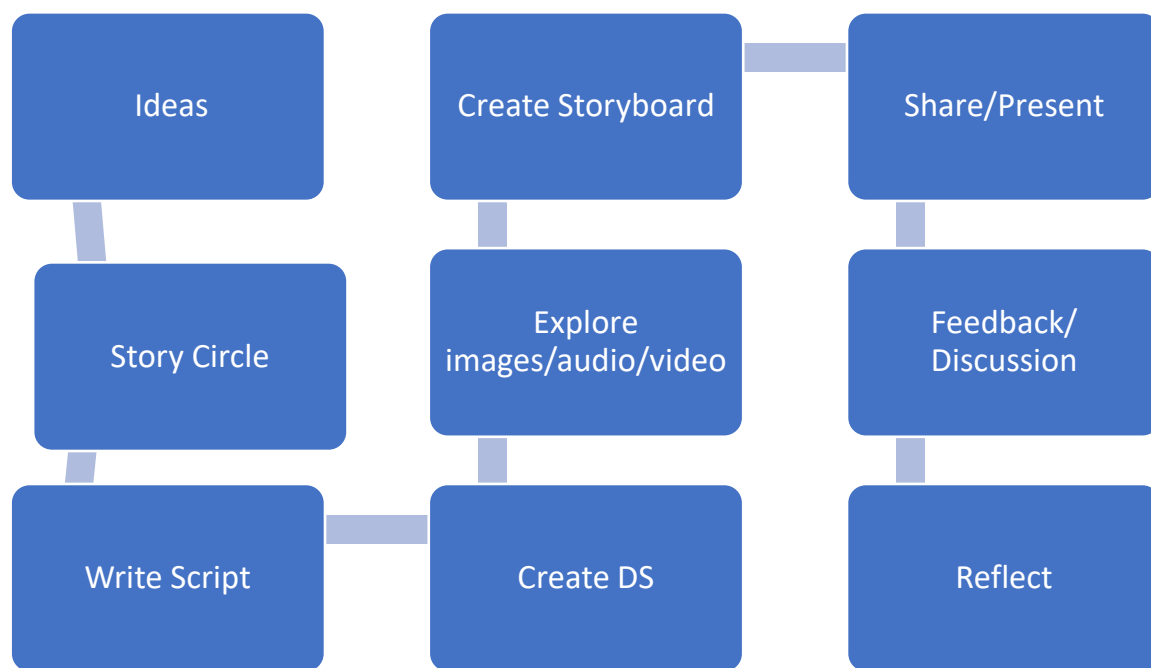 Ideas
Story Circle
Write Script
Create DS
Explore
images/audio/video
Create Storyboard
Share/Present
Feedback/
Discussion
Reflect